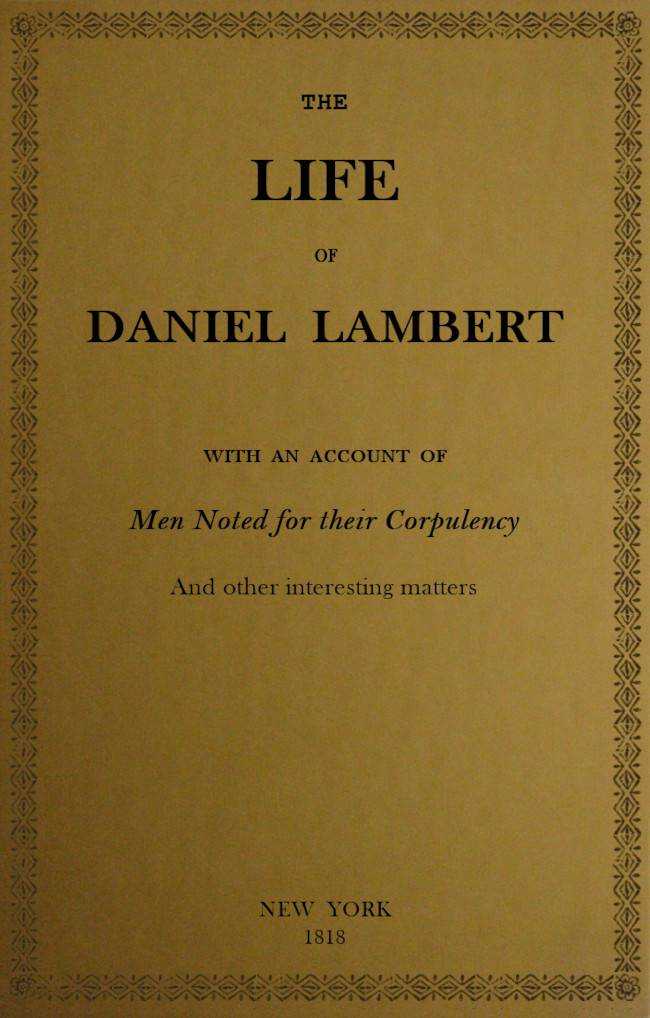 THE
LIFE
OF
DANIEL LAMBERT
WITH AN ACCOUNT OF
Men Noted for their Corpulency
And other interesting matters
NEW YORK
1818